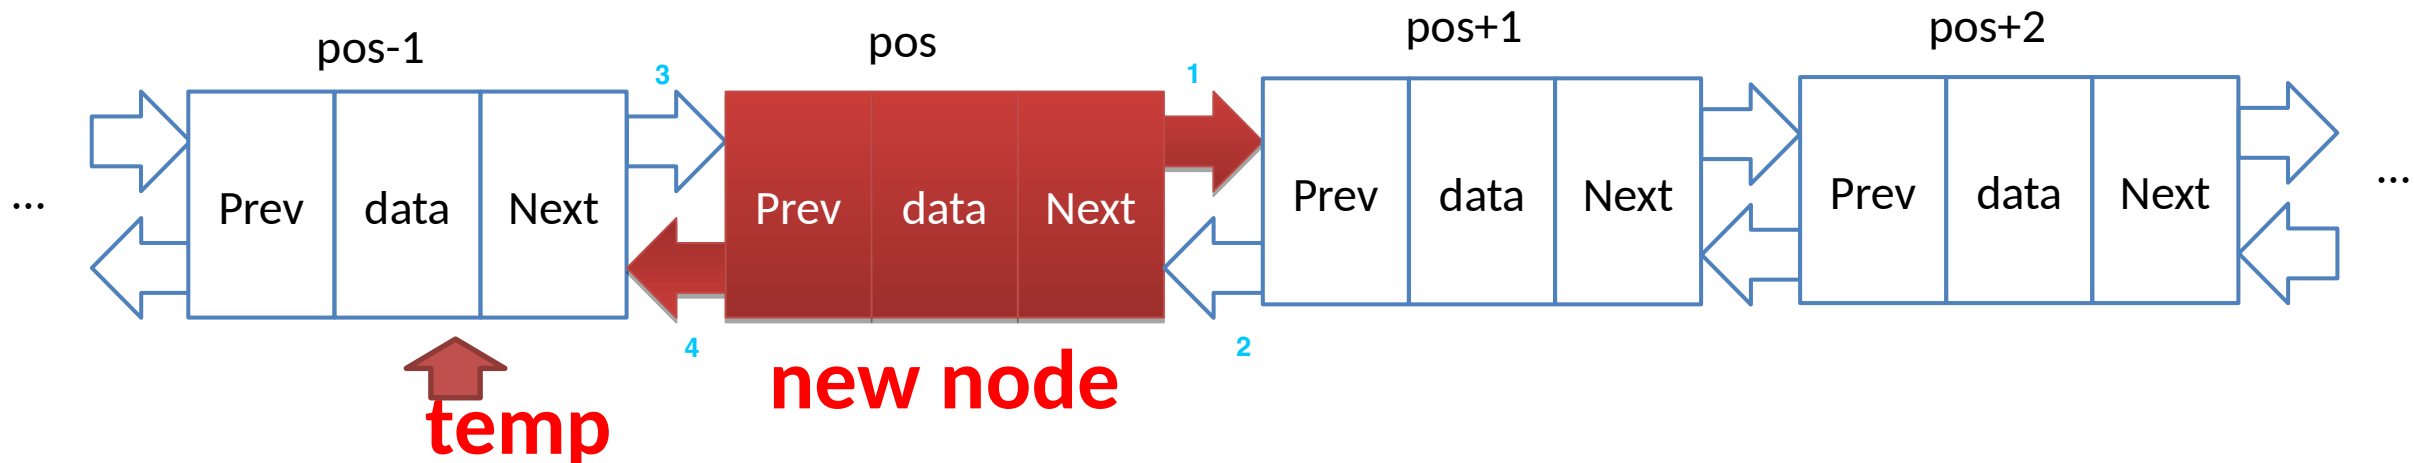 pos-1
pos
pos+1
pos+2
3
1
... Prev data Next Prev data Next Prev data Next Prev data Next ...
4
2
new node
temp